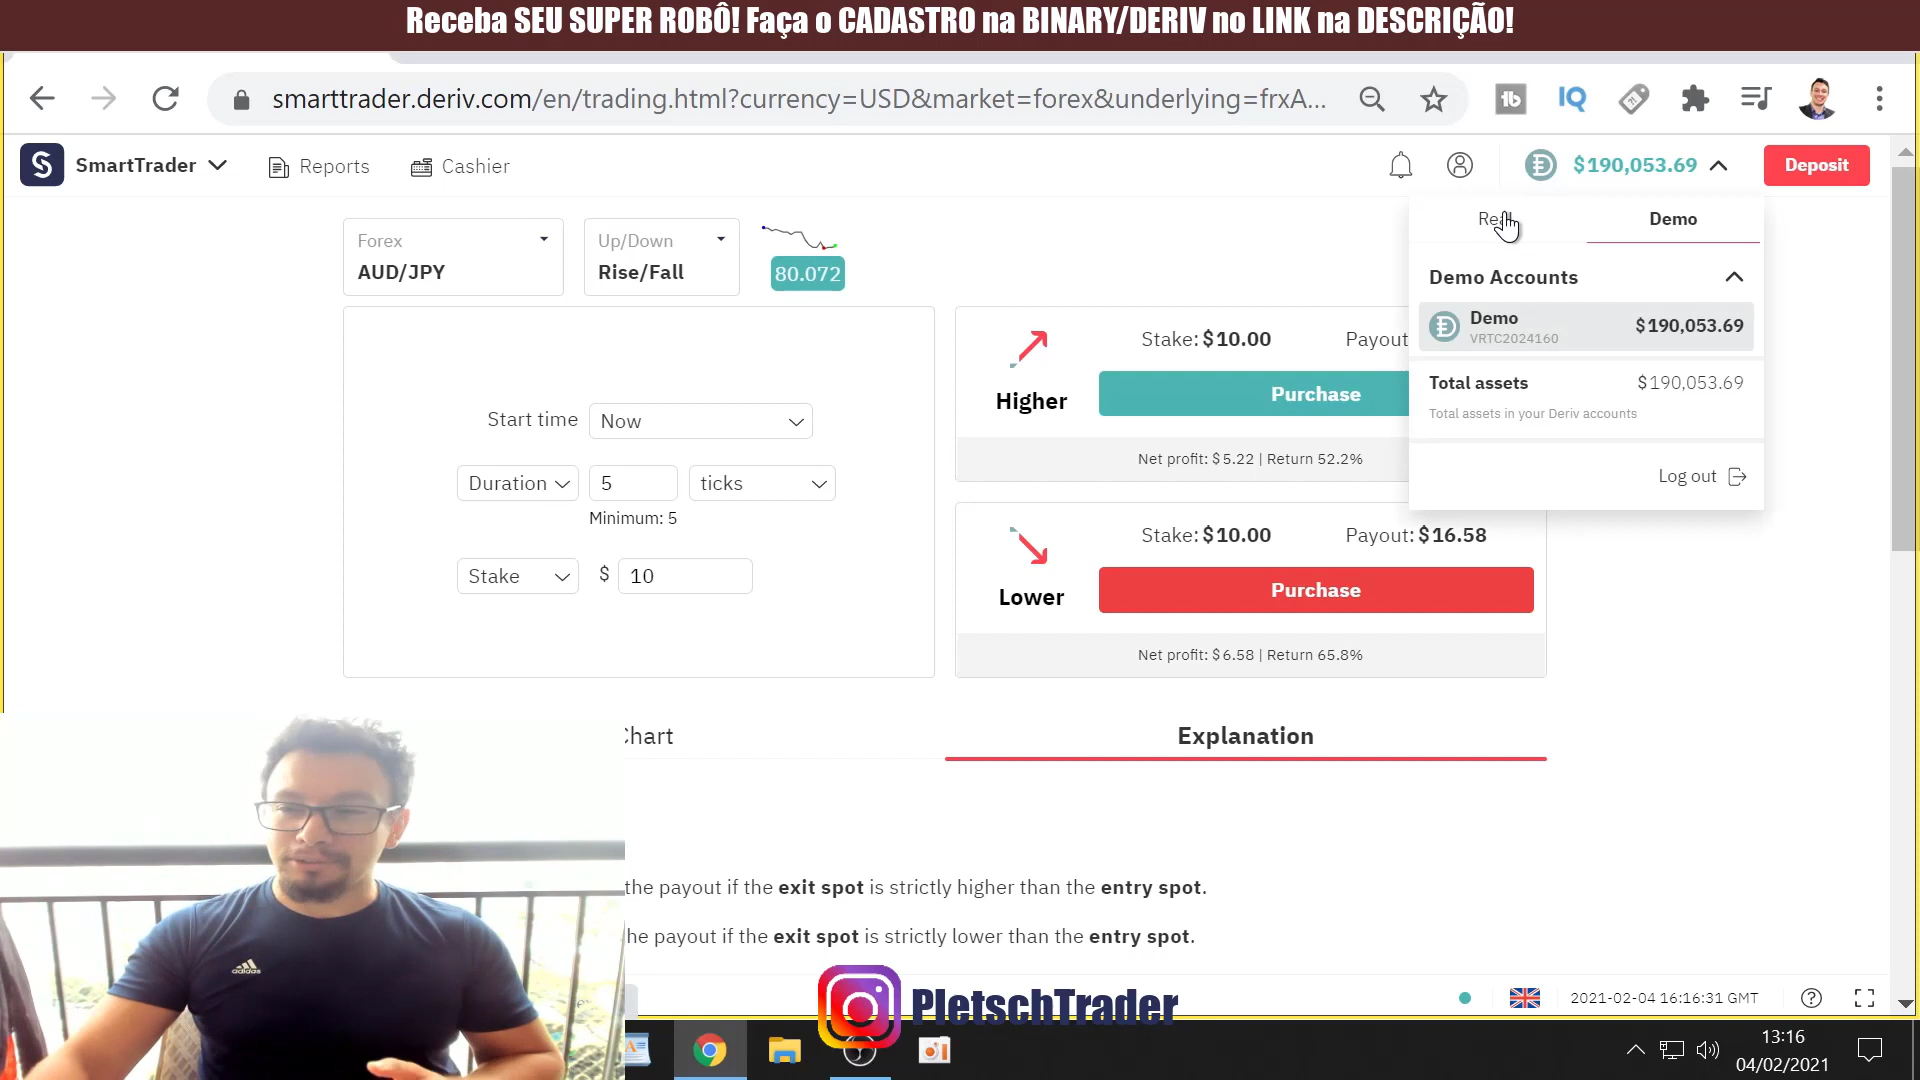 Receba SEU SUPER ROBÔ! Faça o CADASTRO na BINARY/DERIV no LINK na DESCRIÇÃO!
smarttrader.deriv.com/en/trading.html?currency=USD&market=forex&underlying=frxA...
SmartTrader
Reports
Cashier
$190,053.69
Deposit
Real
Demo
Demo Accounts
Demo
VRTC2024160
$190,053.69
Total assets
$190,053.69
Total assets in your Deriv accounts
Log out
Forex
AUD/JPY
Up/Down
Rise/Fall
80.072
Start time
Now
Duration
5
ticks
Minimum: 5
Stake
$
10
Higher
Stake: $10.00
Payout
Purchase
Net profit: $5.22 | Return 52.2%
Lower
Stake: $10.00
Payout: $16.58
Purchase
Net profit: $6.58 | Return 65.8%
Chart
Explanation
the payout if the exit spot is strictly higher than the entry spot.
he payout if the exit spot is strictly lower than the entry spot.
adidas
PletschTrader
2021-02-04 16:16:31 GMT
13:16
04/02/2021